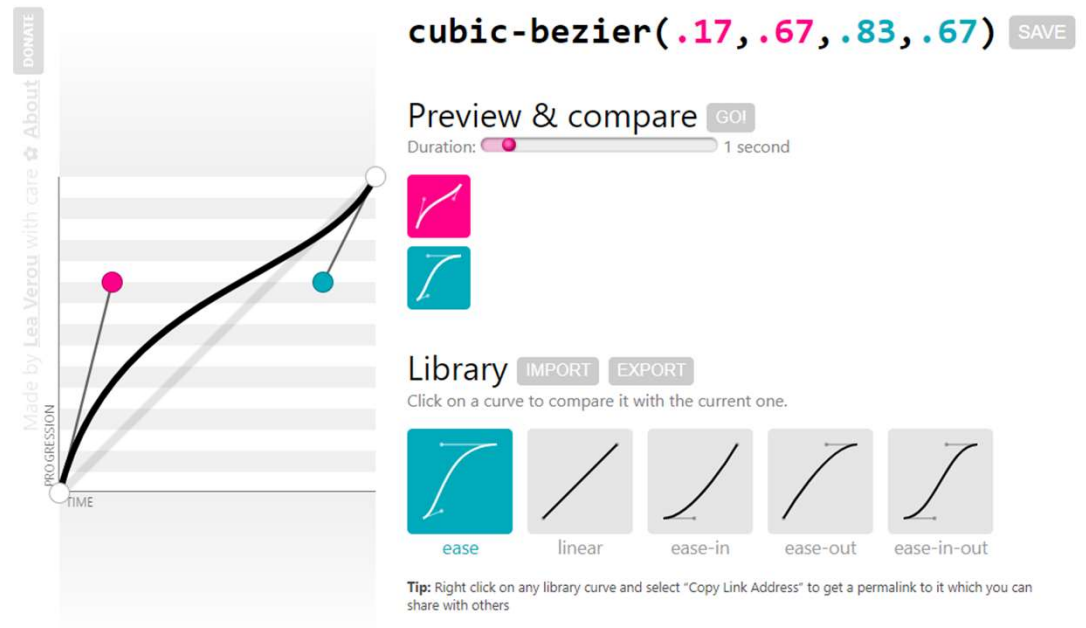 cubic-bezier(.17,.67,.83,.67) SAVE
Made by Lea Verou with care ✿ About DONATE
Preview & compare GO!
Duration: 1 second
PROGRESSION
TIME
Library IMPORT EXPORT
Click on a curve to compare it with the current one.
ease linear ease-in ease-out ease-in-out
Tip: Right click on any library curve and select “Copy Link Address” to get a permalink to it which you can
share with others